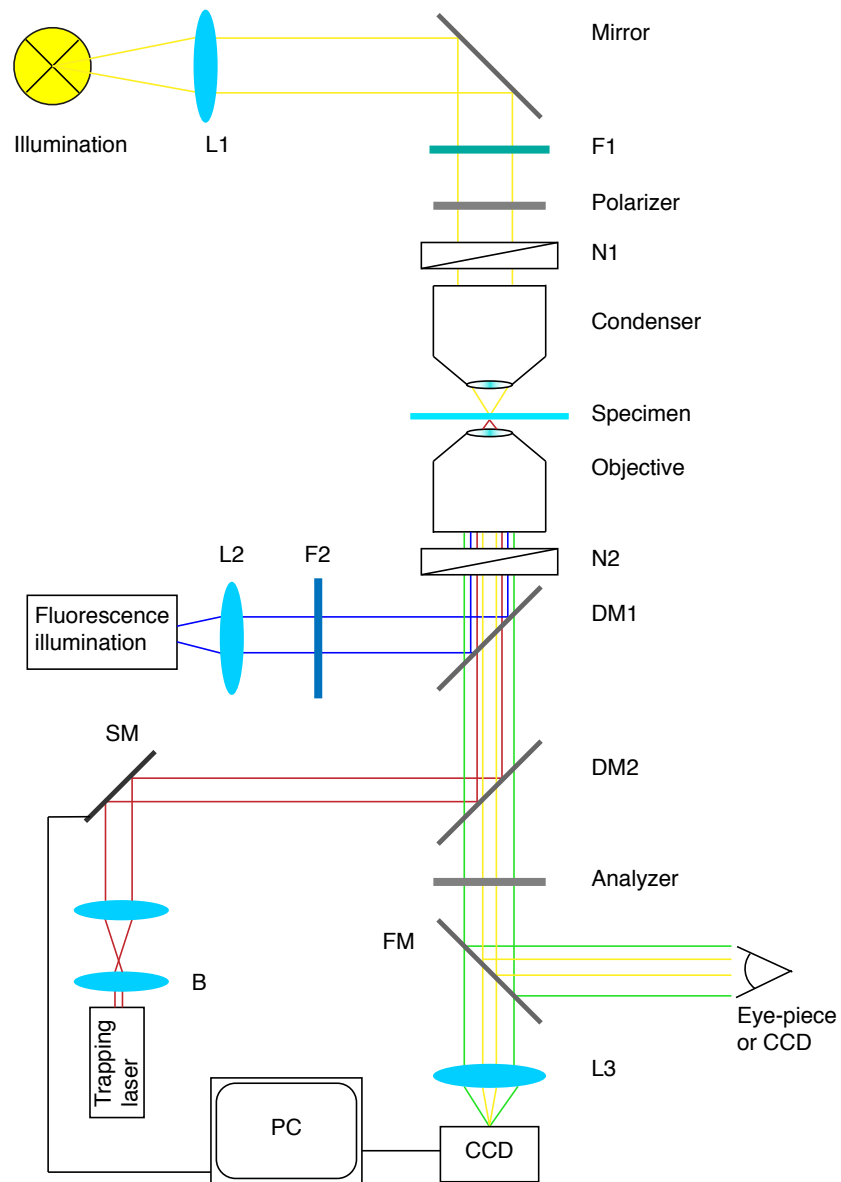 Mirror
Illumination
L1
F1
Polarizer
N1
Condenser
Specimen
Objective
L2
F2
N2
Fluorescence
illumination
DM1
SM
DM2
Analyzer
FM
B
Eye-piece
or CCD
Trapping
laser
L3
PC
CCD